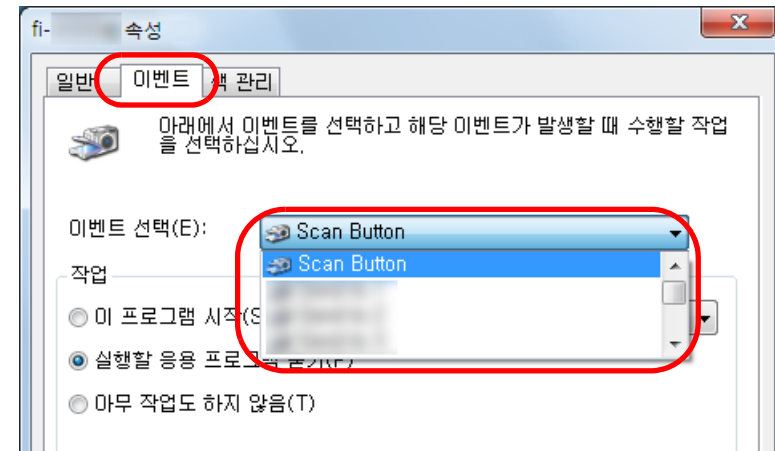 fi- 속성
일반 이벤트 색 관리
아래에서 이벤트를 선택하고 해당 이벤트가 발생할 때 수행할 작업
을 선택하십시오.
이벤트 선택(E):
Scan Button
Scan Button
작업
이 프로그램 시작(S
실행할 응용 프로그램 묻기(P)
아무 작업도 하지 않음(T)